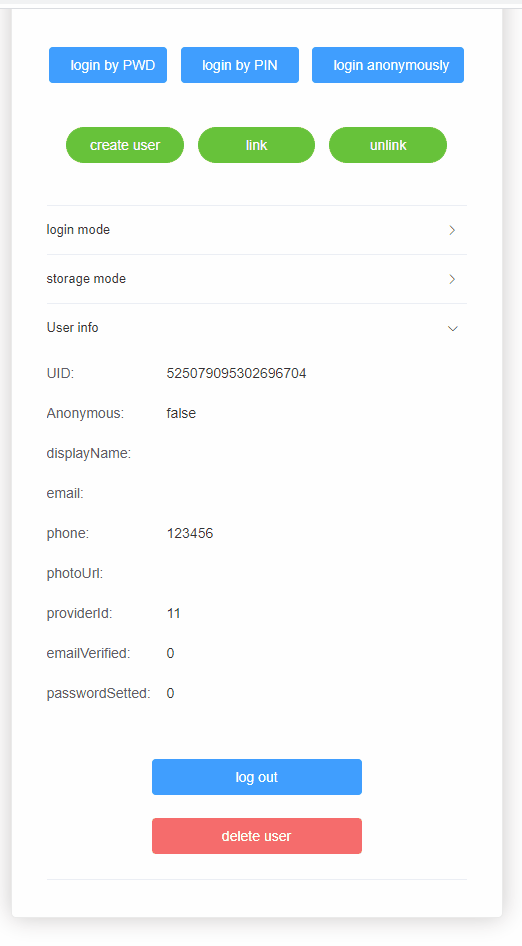 login by PWD login by PIN login anonymously
create user link unlink
login mode
storage mode
User info
UID: 525079095302696704
Anonymous: false
displayName:
email:
phone: 123456
photoUrl:
providerId: 11
emailVerified: 0
passwordSetted: 0
log out
delete user